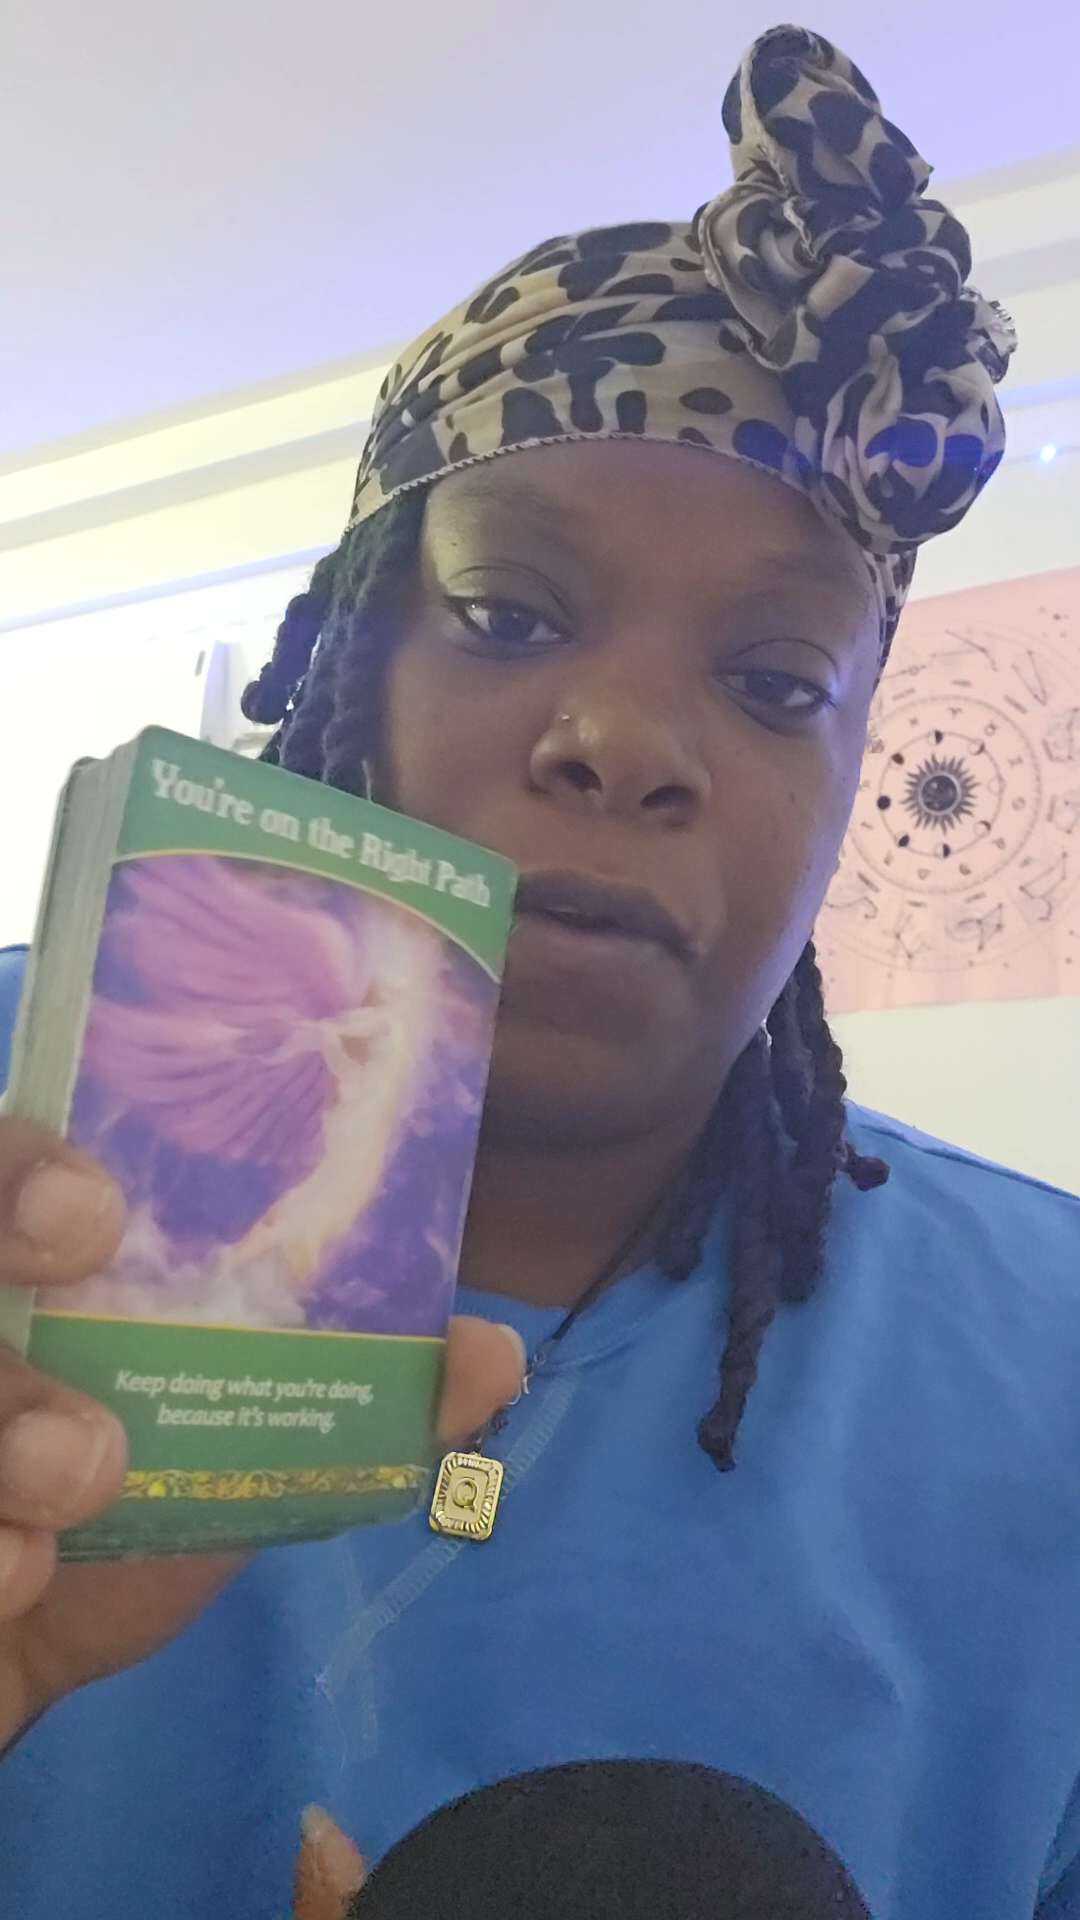 You're on the Right Path
Keep doing what you're doing,
because it's working.
Q